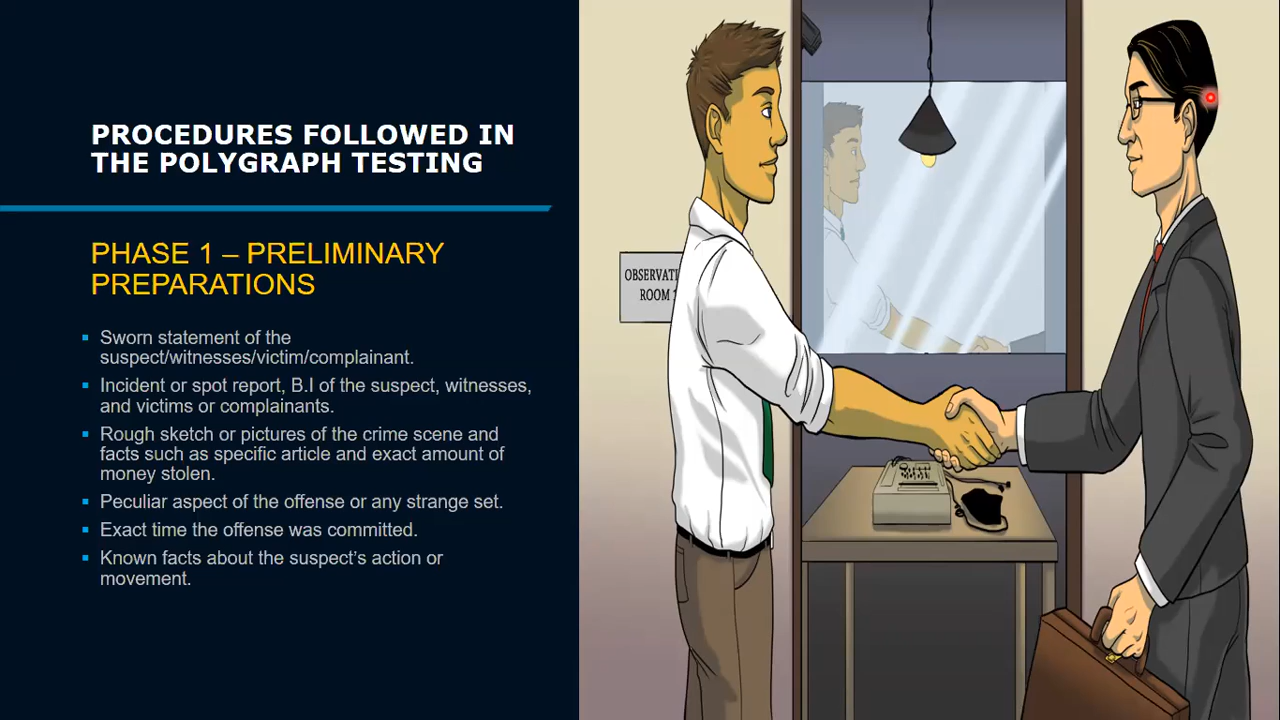 PROCEDURES FOLLOWED IN
THE POLYGRAPH TESTING
PHASE 1 – PRELIMINARY
PREPARATIONS
▪ Sworn statement of the
suspect/witnesses/victim/complainant.
▪ Incident or spot report, B.I of the suspect, witnesses,
and victims or complainants.
▪ Rough sketch or pictures of the crime scene and
facts such as specific article and exact amount of
money stolen.
▪ Peculiar aspect of the offense or any strange set.
▪ Exact time the offense was committed.
▪ Known facts about the suspect’s action or
movement.
ROOM